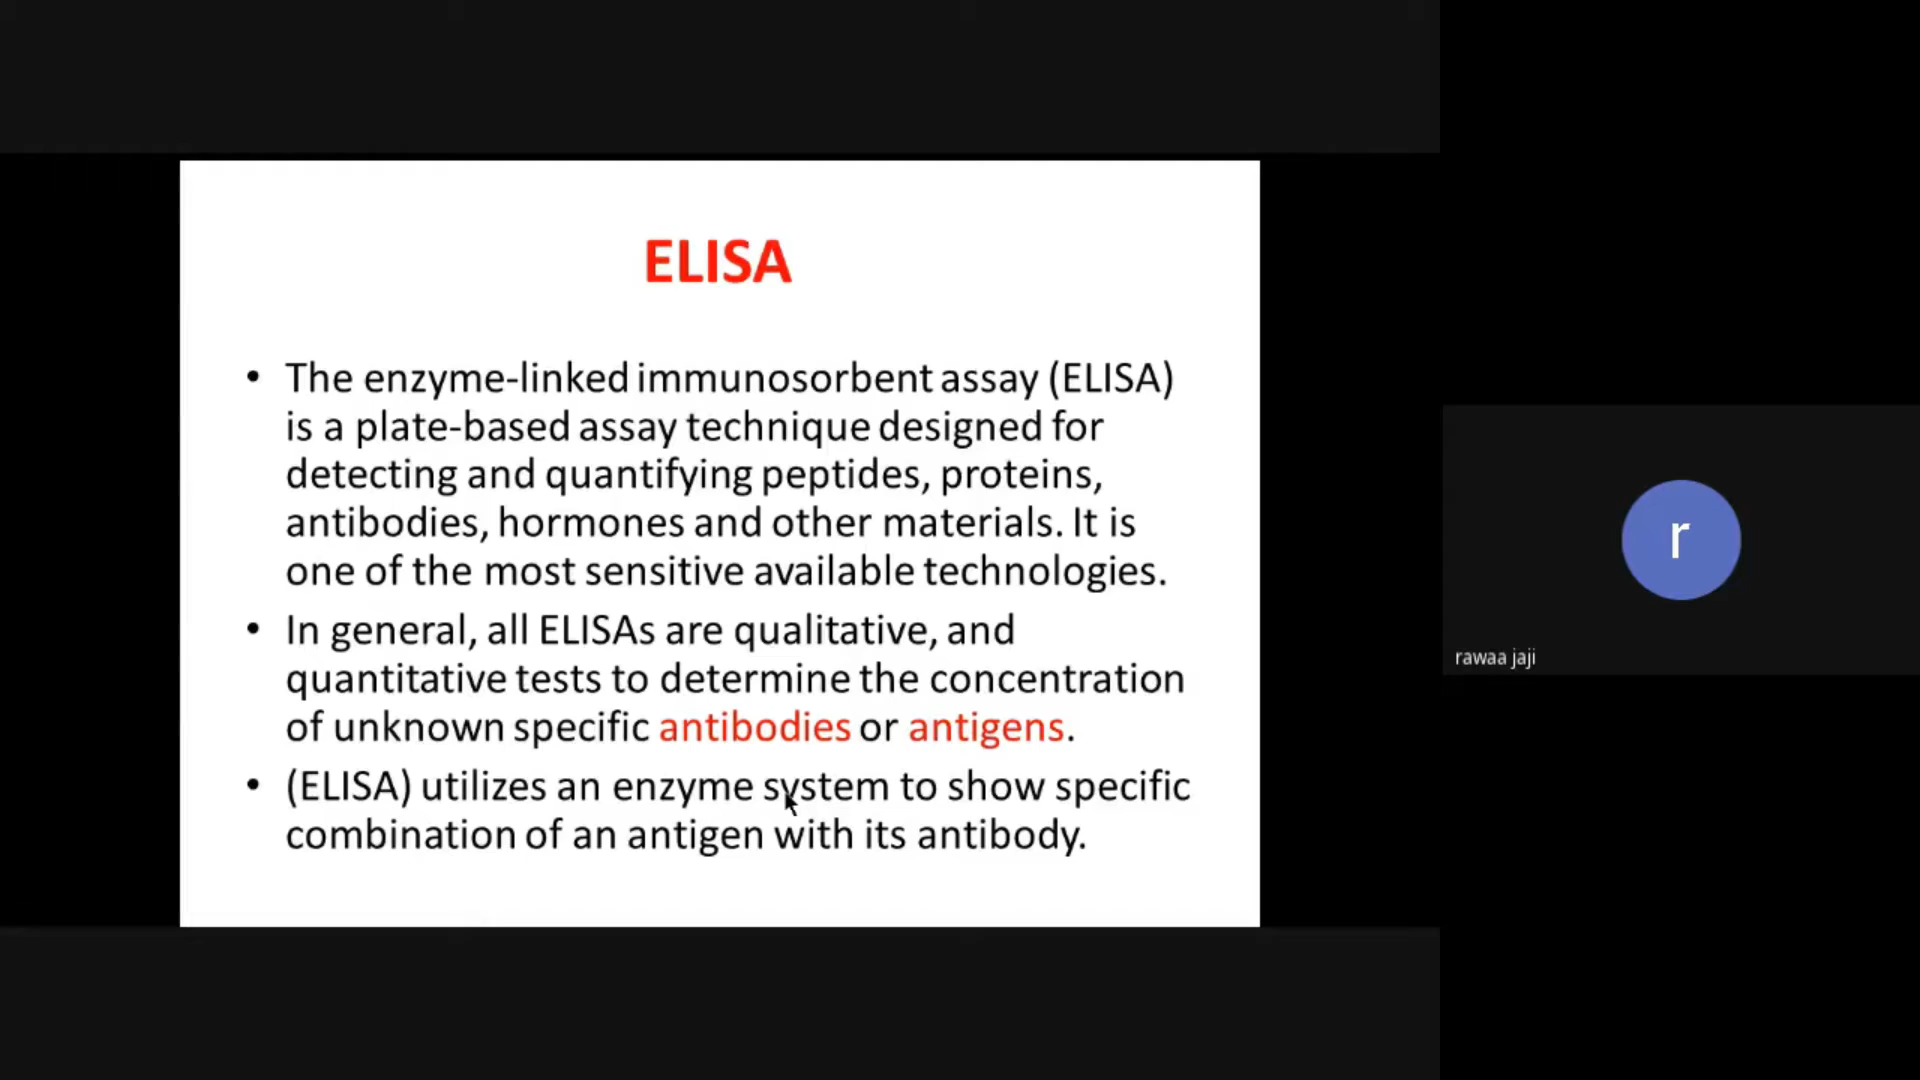 ELISA
• The enzyme-linked immunosorbent assay (ELISA)
is a plate-based assay technique designed for
detecting and quantifying peptides, proteins,
antibodies, hormones and other materials. It is
one of the most sensitive available technologies.
• In general, all ELISAs are qualitative, and
quantitative tests to determine the concentration
of unknown specific antibodies or antigens.
• (ELISA) utilizes an enzyme system to show specific
combination of an antigen with its antibody.
r
rawaa jaji